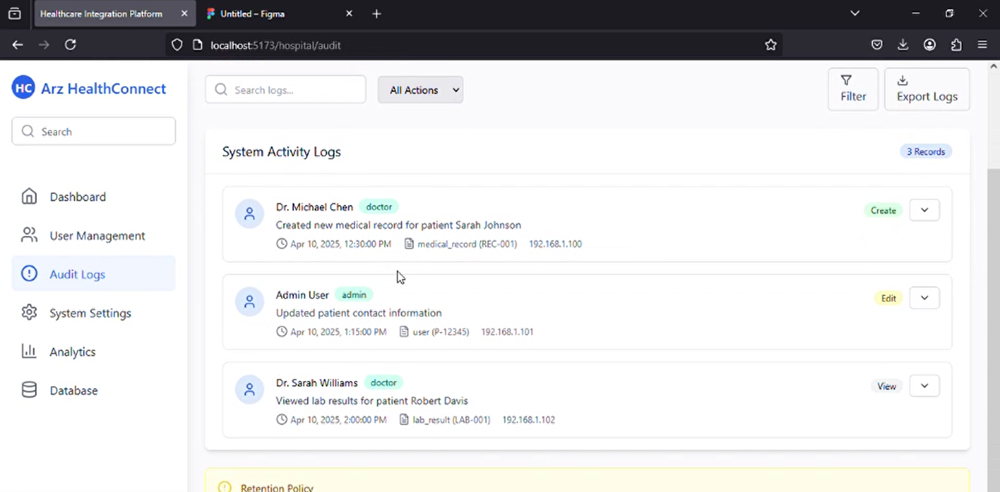 Healthcare Integration Platform
Untitled – Figma
localhost:5173/hospital/audit
HC Arz HealthConnect
Search
Dashboard
User Management
Audit Logs
System Settings
Analytics
Database
Search logs...
All Actions
Filter
Export Logs
System Activity Logs
3 Records
Dr. Michael Chen doctor
Created new medical record for patient Sarah Johnson
Apr 10, 2025, 12:30:00 PM medical_record (REC-001) 192.168.1.100
Create
Admin User admin
Updated patient contact information
Apr 10, 2025, 1:15:00 PM user (P-12345) 192.168.1.101
Edit
Dr. Sarah Williams doctor
Viewed lab results for patient Robert Davis
Apr 10, 2025, 2:00:00 PM lab_result (LAB-001) 192.168.1.102
View
Retention Policy